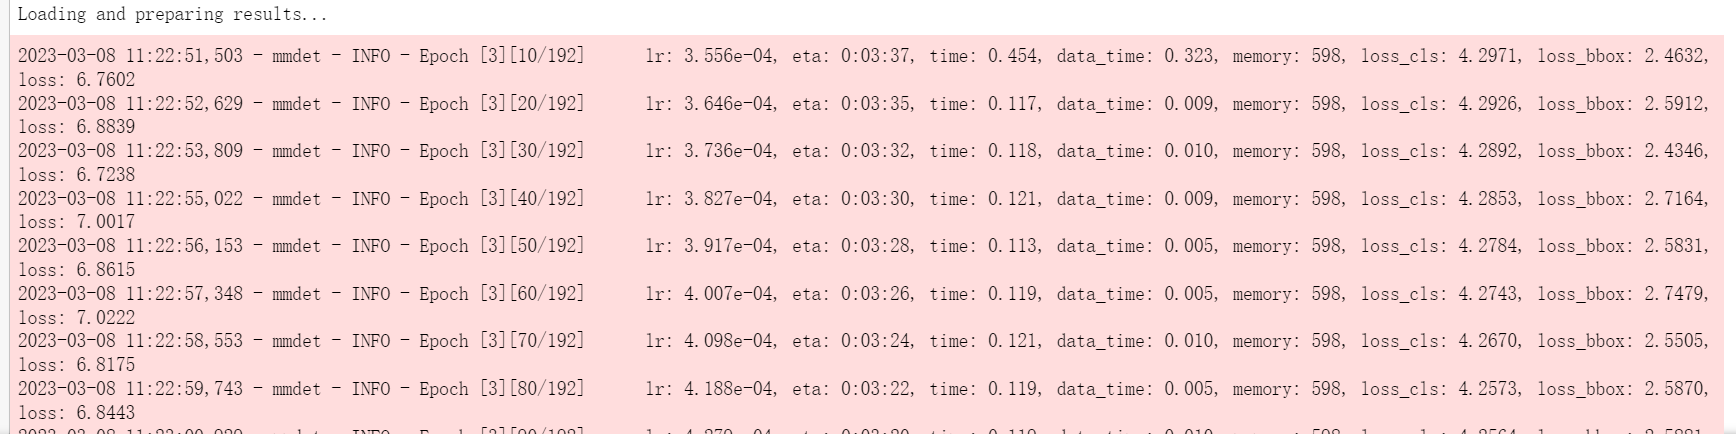 Loading and preparing results...
2023-03-08 11:22:51,503 - mmdet - INFO - Epoch [3][10/192] lr: 3.556e-04, eta: 0:03:37, time: 0.454, data_time: 0.323, memory: 598, loss_cls: 4.2971, loss_bbox: 2.4632,
loss: 6.7602
2023-03-08 11:22:52,629 - mmdet - INFO - Epoch [3][20/192] lr: 3.646e-04, eta: 0:03:35, time: 0.117, data_time: 0.009, memory: 598, loss_cls: 4.2926, loss_bbox: 2.5912,
loss: 6.8839
2023-03-08 11:22:53,809 - mmdet - INFO - Epoch [3][30/192] lr: 3.736e-04, eta: 0:03:32, time: 0.118, data_time: 0.010, memory: 598, loss_cls: 4.2892, loss_bbox: 2.4346,
loss: 6.7238
2023-03-08 11:22:55,022 - mmdet - INFO - Epoch [3][40/192] lr: 3.827e-04, eta: 0:03:30, time: 0.121, data_time: 0.009, memory: 598, loss_cls: 4.2853, loss_bbox: 2.7164,
loss: 7.0017
2023-03-08 11:22:56,153 - mmdet - INFO - Epoch [3][50/192] lr: 3.917e-04, eta: 0:03:28, time: 0.113, data_time: 0.005, memory: 598, loss_cls: 4.2784, loss_bbox: 2.5831,
loss: 6.8615
2023-03-08 11:22:57,348 - mmdet - INFO - Epoch [3][60/192] lr: 4.007e-04, eta: 0:03:26, time: 0.119, data_time: 0.005, memory: 598, loss_cls: 4.2743, loss_bbox: 2.7479,
loss: 7.0222
2023-03-08 11:22:58,553 - mmdet - INFO - Epoch [3][70/192] lr: 4.098e-04, eta: 0:03:24, time: 0.121, data_time: 0.010, memory: 598, loss_cls: 4.2670, loss_bbox: 2.5505,
loss: 6.8175
2023-03-08 11:22:59,743 - mmdet - INFO - Epoch [3][80/192] lr: 4.188e-04, eta: 0:03:22, time: 0.119, data_time: 0.005, memory: 598, loss_cls: 4.2573, loss_bbox: 2.5870,
loss: 6.8443